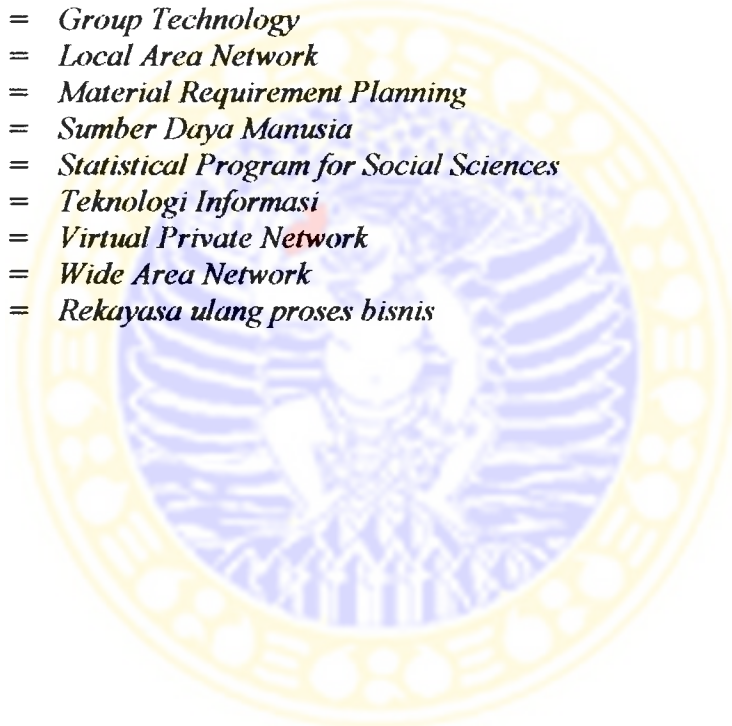 = Group Technology
= Local Area Network
= Material Requirement Planning
= Sumber Daya Manusia
= Statistical Program for Social Sciences
= Teknologi Informasi
= Virtual Private Network
= Wide Area Network
= Rekayasa ulang proses bisnis